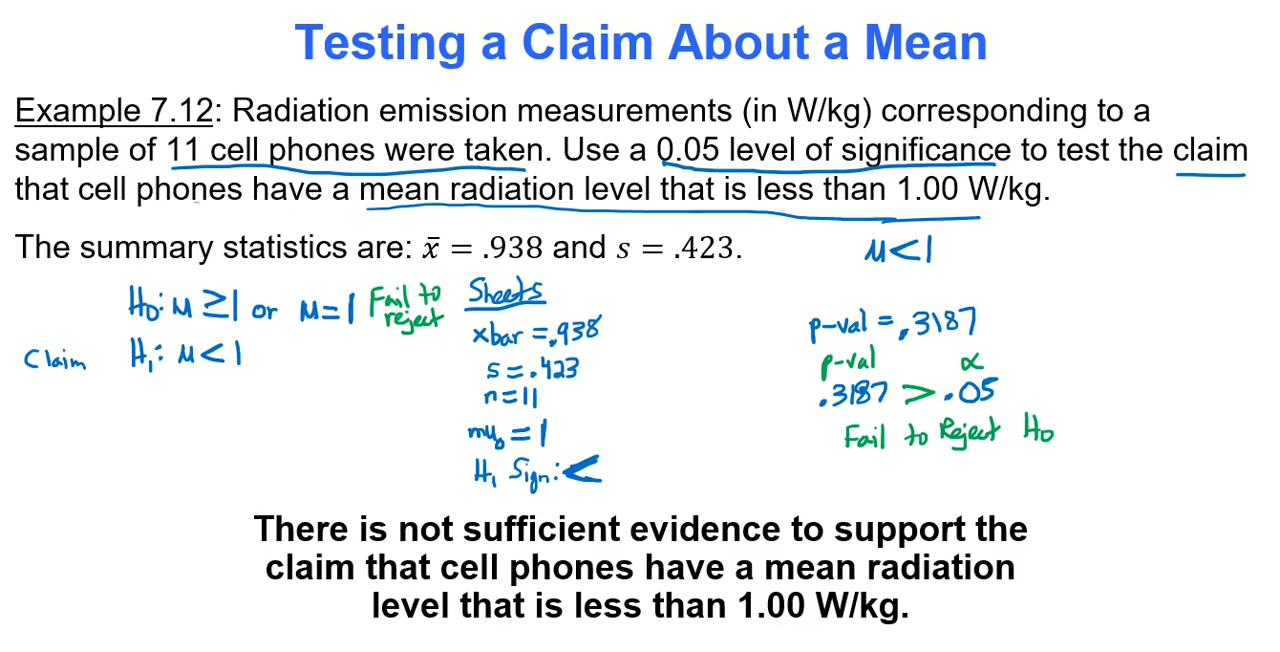 Testing a Claim About a Mean
Example 7.12: Radiation emission measurements (in W/kg) corresponding to a
sample of 11 cell phones were taken. Use a 0.05 level of significance to test the claim
that cell phones have a mean radiation level that is less than 1.00 W/kg.
The summary statistics are: x̄ = .938 and s = .423.
μ<1
H₀: μ ≥1 or μ=1
Fail to
reject
Claim H₁: μ<1
Sheets
xbar = .938
s = .423
n=11
mu₀ = 1
H₁ Sign: <
p-val = .3187
p-val α
.3187 > .05
Fail to Reject H₀
There is not sufficient evidence to support the
claim that cell phones have a mean radiation
level that is less than 1.00 W/kg.